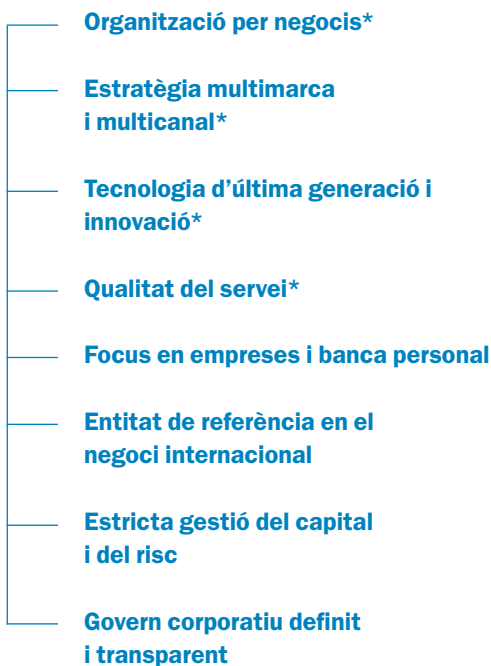 Organització per negocis*
Estratègia multimarca
i multicanal*
Tecnologia d’última generació i
innovació*
Qualitat del servei*
Focus en empreses i banca personal
Entitat de referència en el
negoci internacional
Estricta gestió del capital
i del risc
Govern corporatiu definit
i transparent